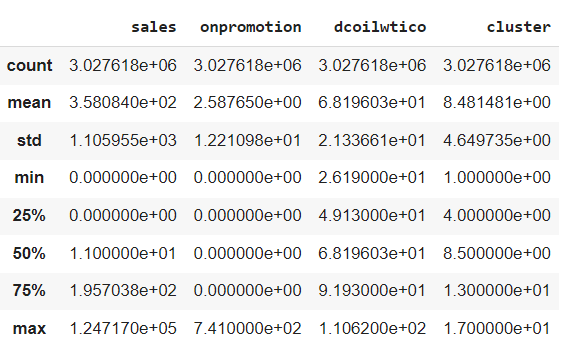 sales onpromotion dcoilwtico cluster
count 3.027618e+06 3.027618e+06 3.027618e+06 3.027618e+06
mean 3.580840e+02 2.587650e+00 6.819603e+01 8.481481e+00
std 1.105955e+03 1.221098e+01 2.133661e+01 4.649735e+00
min 0.000000e+00 0.000000e+00 2.619000e+01 1.000000e+00
25% 0.000000e+00 0.000000e+00 4.913000e+01 4.000000e+00
50% 1.100000e+01 0.000000e+00 6.819603e+01 8.500000e+00
75% 1.957038e+02 0.000000e+00 9.193000e+01 1.300000e+01
max 1.247170e+05 7.410000e+02 1.106200e+02 1.700000e+01